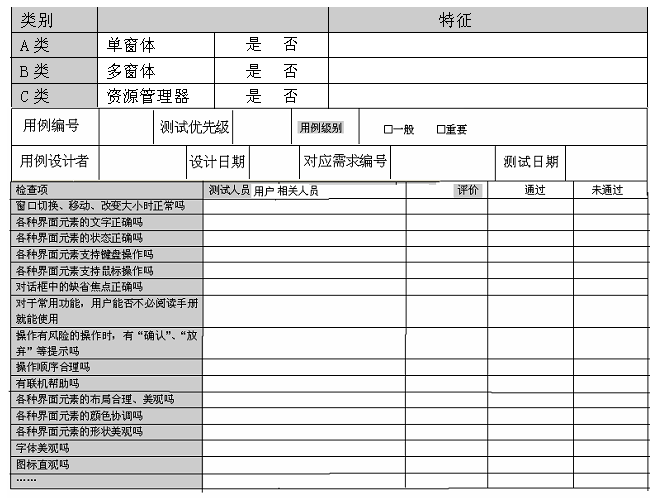 类别 特征
A 类 单窗体 是 否
B 类 多窗体 是 否
C 类 资源管理器 是 否
用例编号 测试优先级 用例级别 □一般 □重要
用例设计者 设计日期 对应需求编号 测试日期
检查项 测试人员 用户 相关人员 评价 通过 未通过
窗口切换、移动、改变大小时正常吗
各种界面元素的文字正确吗
各种界面元素的状态正确吗
各种界面元素支持键盘操作吗
各种界面元素支持鼠标操作吗
对话框中的缺省焦点正确吗
对于常用功能，用户能否不必阅读手册
就能使用
操作有风险的操作时，有“确认”、“放
弃”等提示吗
操作顺序合理吗
有联机帮助吗
各种界面元素的布局合理、美观吗
各种界面元素的颜色协调吗
各种界面元素的形状美观吗
字体美观吗
图标直观吗
……